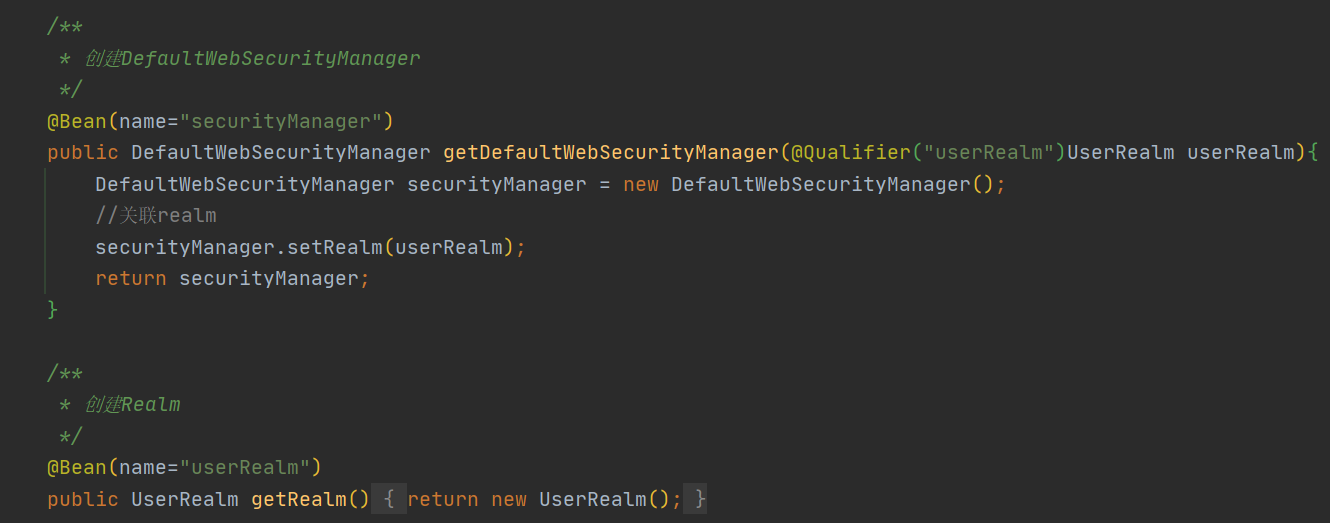 /**
 * 创建DefaultWebSecurityManager
 */
@Bean(name="securityManager")
public DefaultWebSecurityManager getDefaultWebSecurityManager(@Qualifier("userRealm")UserRealm userRealm){
    DefaultWebSecurityManager securityManager = new DefaultWebSecurityManager();
    //关联realm
    securityManager.setRealm(userRealm);
    return securityManager;
}
/**
 * 创建Realm
 */
@Bean(name="userRealm")
public UserRealm getRealm() { return new UserRealm(); }